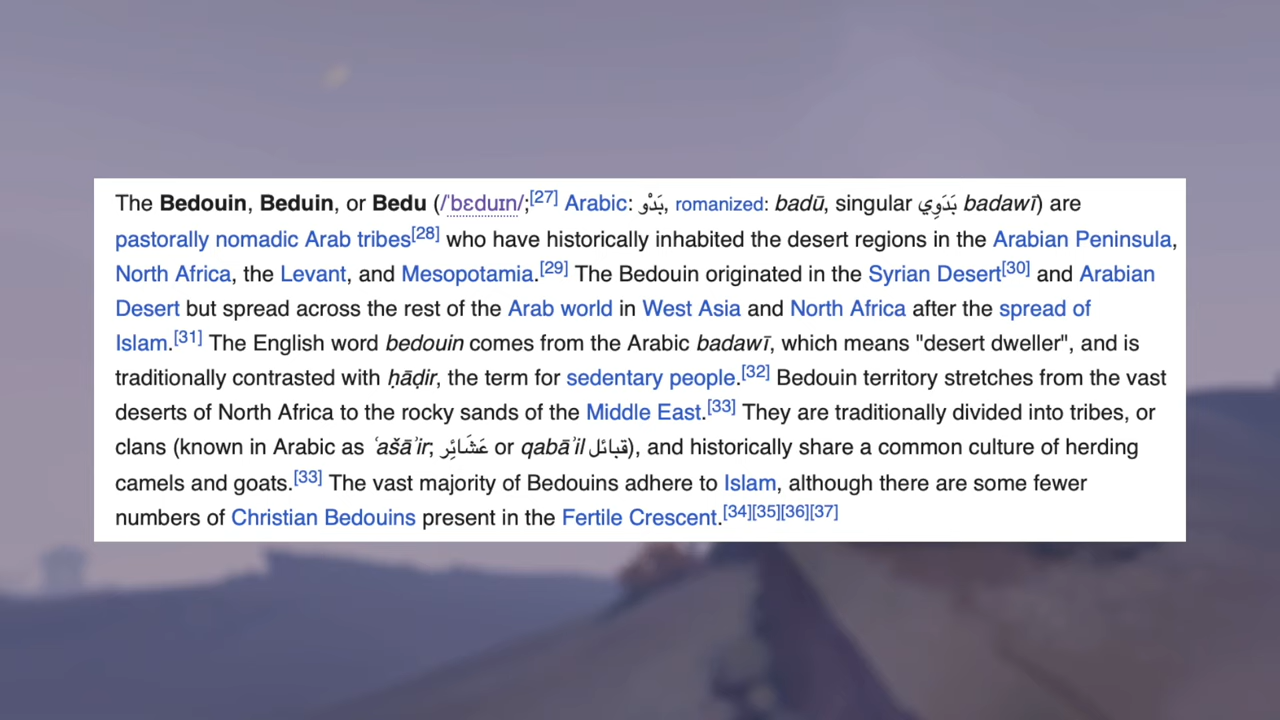 The Bedouin, Beduin, or Bedu (/ˈbɛduɪn/;[27] Arabic: بَدْو, romanized: badū, singular بَدَوِي badawī) are
pastorally nomadic Arab tribes[28] who have historically inhabited the desert regions in the Arabian Peninsula,
North Africa, the Levant, and Mesopotamia.[29] The Bedouin originated in the Syrian Desert[30] and Arabian
Desert but spread across the rest of the Arab world in West Asia and North Africa after the spread of
Islam.[31] The English word bedouin comes from the Arabic badawī, which means "desert dweller", and is
traditionally contrasted with ḥāḍir, the term for sedentary people.[32] Bedouin territory stretches from the vast
deserts of North Africa to the rocky sands of the Middle East.[33] They are traditionally divided into tribes, or
clans (known in Arabic as ʿašāʾir; عَشَائِر or qabāʾil قبائل), and historically share a common culture of herding
camels and goats.[33] The vast majority of Bedouins adhere to Islam, although there are some fewer
numbers of Christian Bedouins present in the Fertile Crescent.[34][35][36][37]